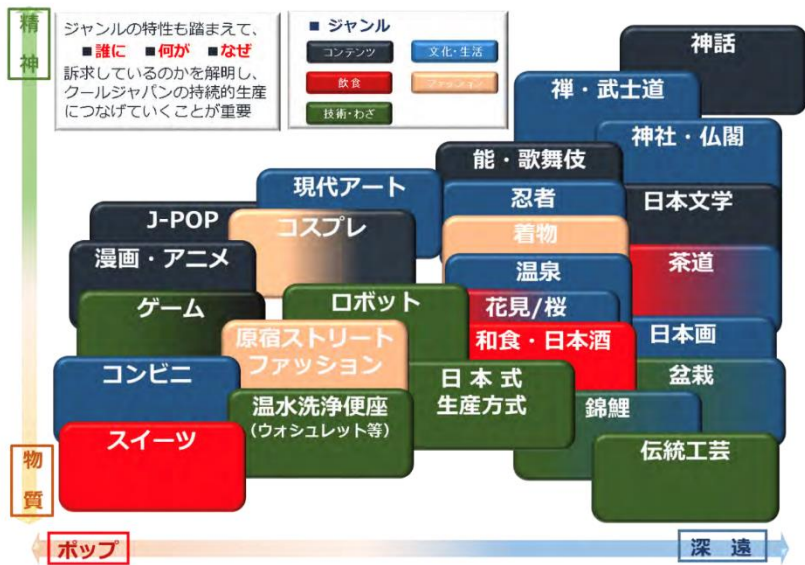 精神
ジャンルの特性も踏まえて、
■誰に ■何が ■なぜ
訴求しているのかを解明し、
クールジャパンの持続的生産
につなげていくことが重要
■ ジャンル
コンテンツ
文化・生活
飲食
ファッション
技術・わざ
神話
禅・武士道
神社・仏閣
能・歌舞伎
現代アート
忍者
日本文学
J-POP
コスプレ
着物
漫画・アニメ
温泉
茶道
ゲーム
ロボット
花見/桜
原宿ストリート
ファッション
和食・日本酒
日本画
コンビニ
日本式
生産方式
盆栽
温水洗浄便座
(ウォシュレット等)
錦鯉
スイーツ
伝統工芸
物質
ポップ
深遠